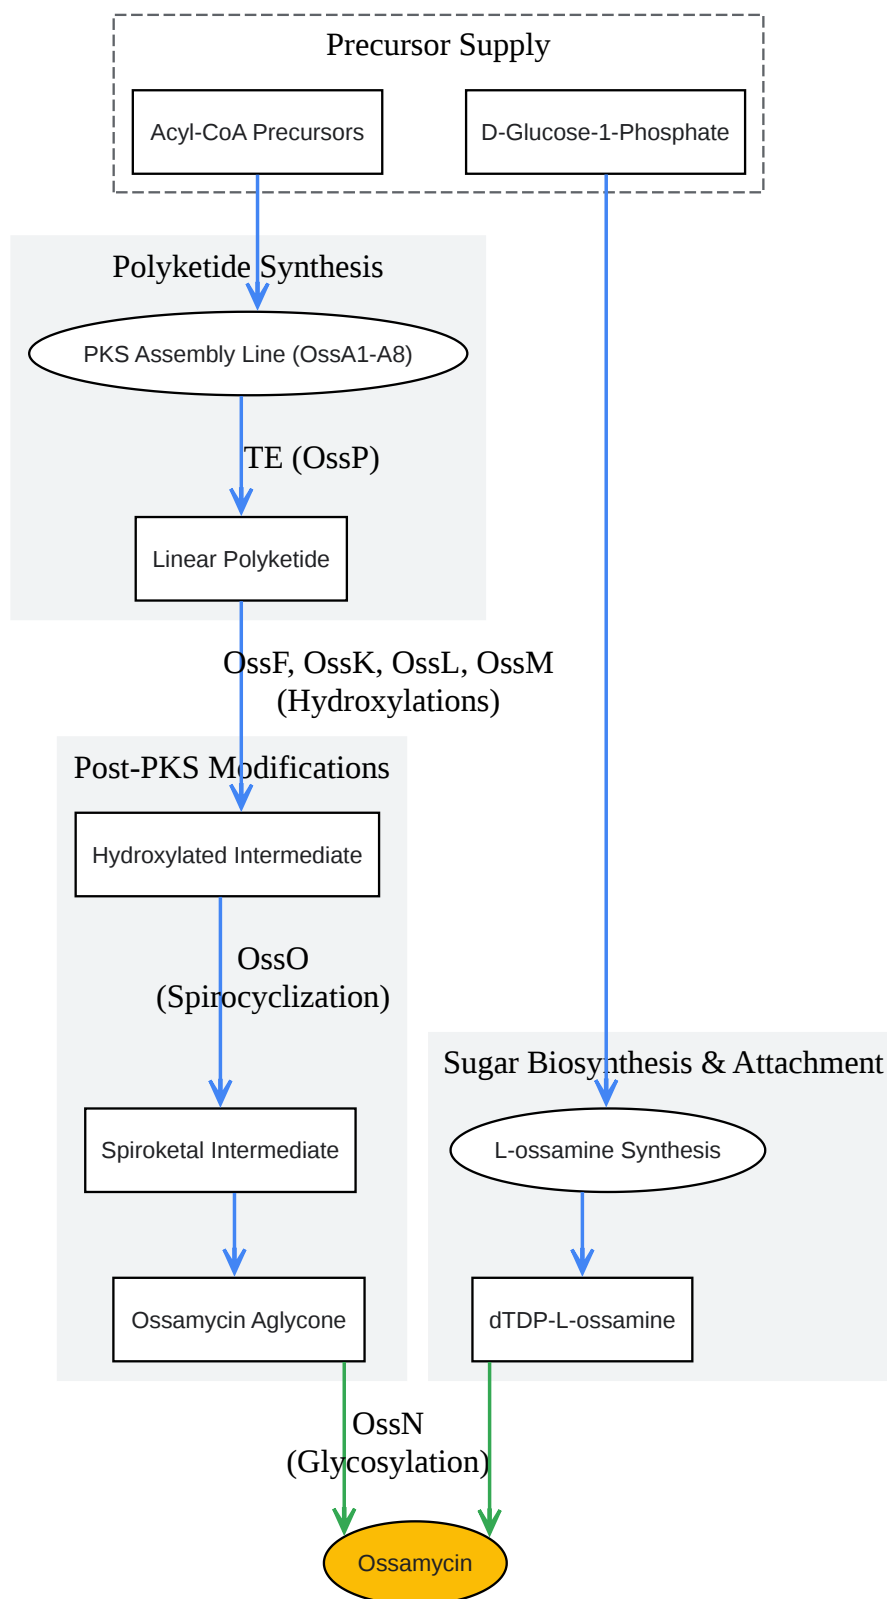 Precursor Supply
Acyl-CoA Precursors
D-Glucose-1-Phosphate
Polyketide Synthesis
PKS Assembly Line (OssA1-A8)
TE (OssP)
Linear Polyketide
OssF, OssK, OssL, OssM
(Hydroxylations)
Post-PKS Modifications
Hydroxylated Intermediate
OssO
(Spirocyclization)
Sugar Biosynthesis & Attachment
Spiroketal Intermediate
L-ossamine Synthesis
Ossamycin Aglycone
dTDP-L-ossamine
OssN
(Glycosylation)
Ossamycin